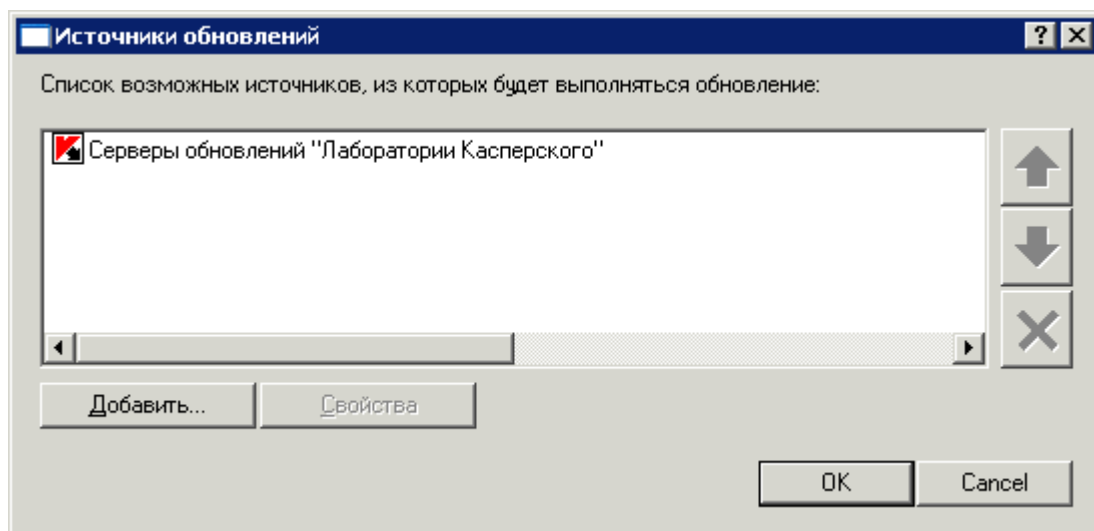 Источники обновлений
Список возможных источников, из которых будет выполняться обновление:
Серверы обновлений "Лаборатории Касперского"
Добавить...
Свойства
OK
Cancel